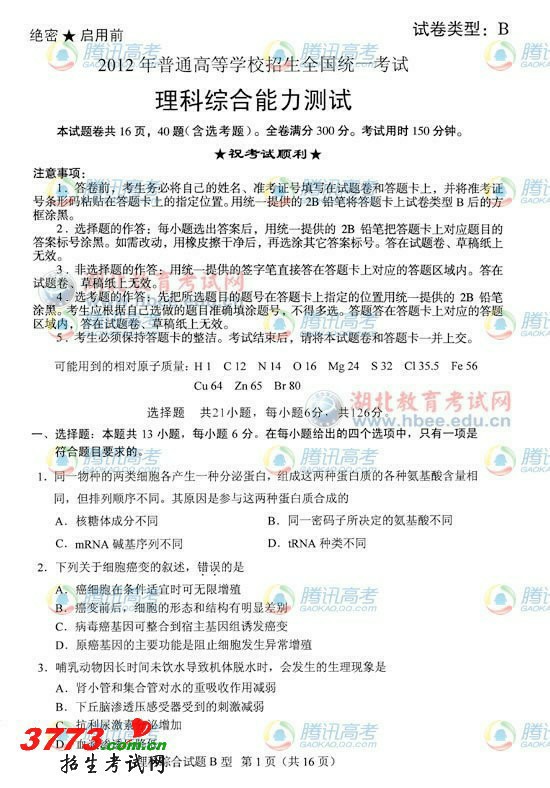 绝密★启用前
试卷类型：B
2012年普通高等学校招生全国统一考试
理科综合能力测试
本试题卷共16页，40题（含选考题）。全卷满分300分。考试用时150分钟。
★祝考试顺利★
注意事项：
1．答卷前，考生务必将自己的姓名、准考证号填写在试题卷和答题卡上，并将准考证
号条形码粘贴在答题卡上的指定位置。用统一提供的2B铅笔将答题卡上试卷类型B后的方
框涂黑。
2．选择题的作答：每小题选出答案后，用统一提供的2B铅笔把答题卡上对应题目的
答案标号涂黑。如需改动，用橡皮擦干净后，再选涂其它答案标号。答在试题卷、草稿纸上
无效。
3．非选择题的作答：用统一提供的签字笔直接答在答题卡上对应的答题区域内。答在
试题卷、草稿纸上无效。
4．选考题的作答：先把所选题目的题号在答题卡上指定的位置用统一提供的2B铅笔
涂黑。考生应根据自己选做的题目准确填涂题号，不得多选。答题答在答题卡上对应的答题
区域内，答在试题卷、草稿纸上无效。
5．考生必须保持答题卡的整洁。考试结束后，请将本试题卷和答题卡一并上交。
可能用到的相对原子质量：H 1 C 12 N 14 O 16 Mg 24 S 32 Cl 35.5 Fe 56
Cu 64 Zn 65 Br 80
选择题 共21小题，每小题6分，共126分
一、选择题：本题共13小题，每小题6分。在每小题给出的四个选项中，只有一项是
符合题目要求的。
1．同一物种的两类细胞各产生一种分泌蛋白，组成这两种蛋白质的各种氨基酸含量相
同，但排列顺序不同。其原因是参与这两种蛋白质合成的
A．核糖体成分不同 B．同一密码子所决定的氨基酸不同
C．mRNA碱基序列不同 D．tRNA种类不同
2．下列关于细胞癌变的叙述，错误的是
A．癌细胞在条件适宜时可无限增殖
B．癌变前后，细胞的形态和结构有明显差别
C．病毒癌基因可整合到宿主基因组诱发癌变
D．原癌基因的主要功能是阻止细胞发生异常增殖
3．哺乳动物因长时间未饮水导致机体脱水时，会发生的生理现象是
A．肾小管和集合管对水的重吸收作用减弱
B．下丘脑渗透压感受器受到的刺激减弱
C．抗利尿激素分泌增加
D．血浆渗透压降低
理科综合试题B型 第1页（共16页）
腾讯高考
GAOKAO.QQ.COM
湖北教育考试网
www.hbee.edu.cn
3773.com
招生考试网